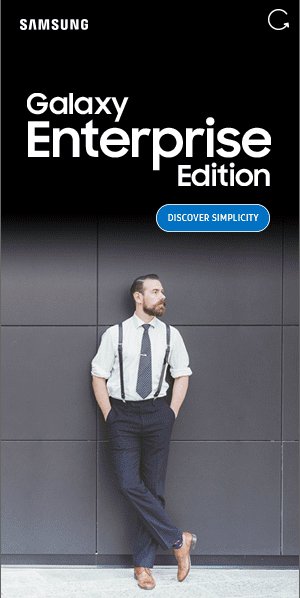 SAMSUNG
Galaxy
Enterprise
Edition
DISCOVER SIMPLICITY